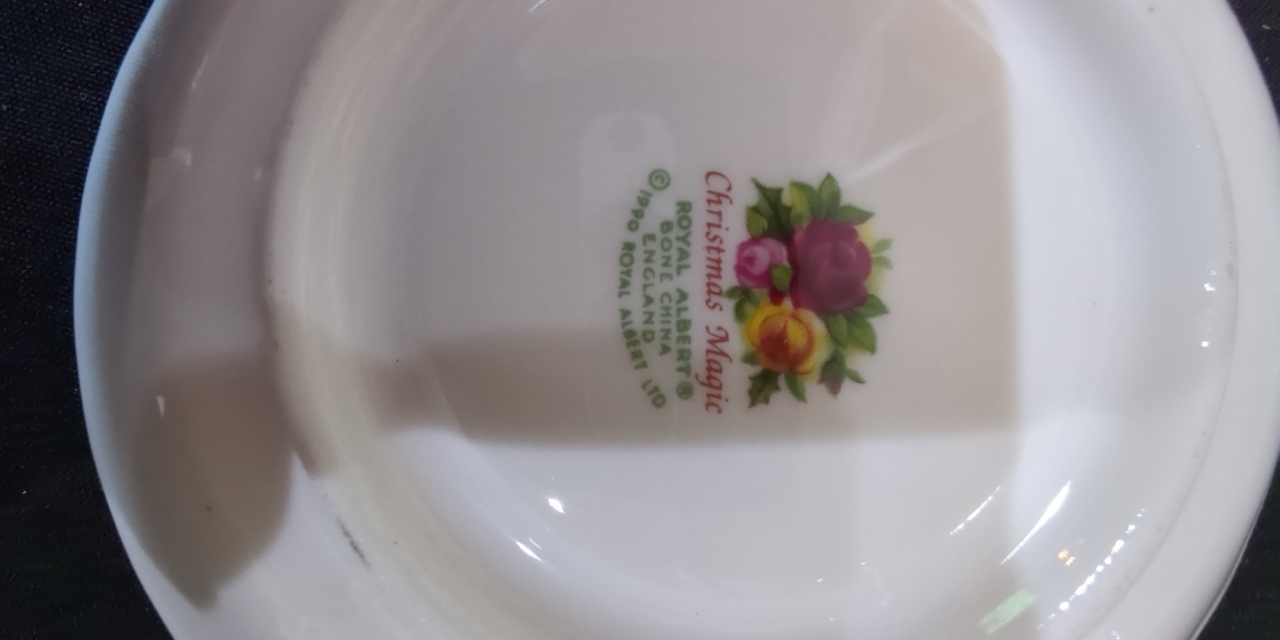 Christmas Magic
ROYAL ALBERT®
BONE CHINA
ENGLAND
© 1990 ROYAL ALBERT LTD